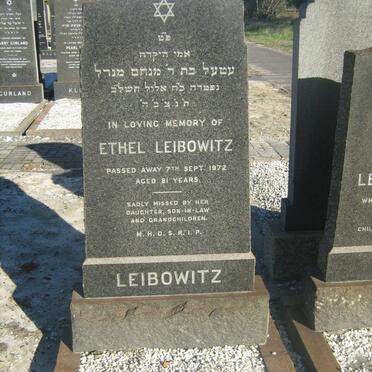 פ״ט
אמי היקרה
עטעל בת ר מנחם מנדל
נפטרה כ״ח אלול תשל״ב
ת נ צ ב ה
IN LOVING MEMORY OF
ETHEL LEIBOWITZ
PASSED AWAY 7TH SEPT. 1972
AGED 81 YEARS.
SADLY MISSED BY HER
DAUGHTER, SON-IN-LAW
AND GRANDCHILDREN.
M.H.D.S.R.I.P.
LEIBOWITZ
GURLAND